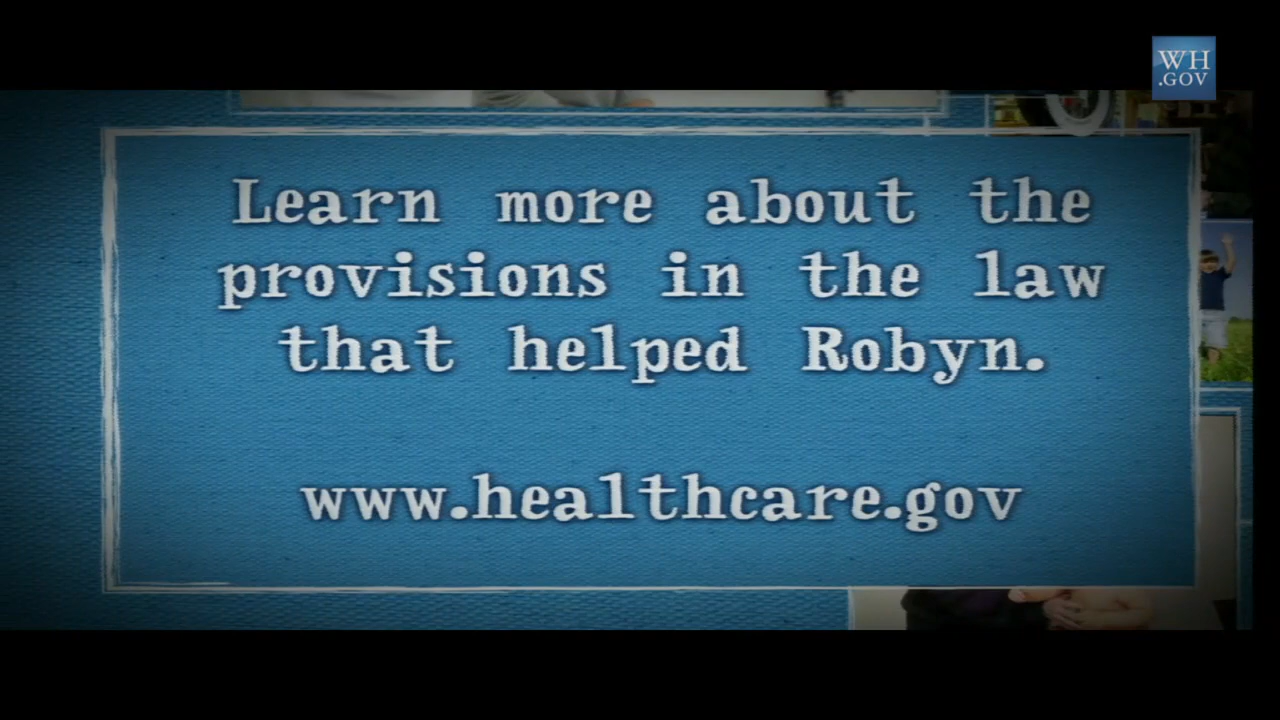 WH
.GOV
Learn more about the
provisions in the law
that helped Robyn.
www.healthcare.gov